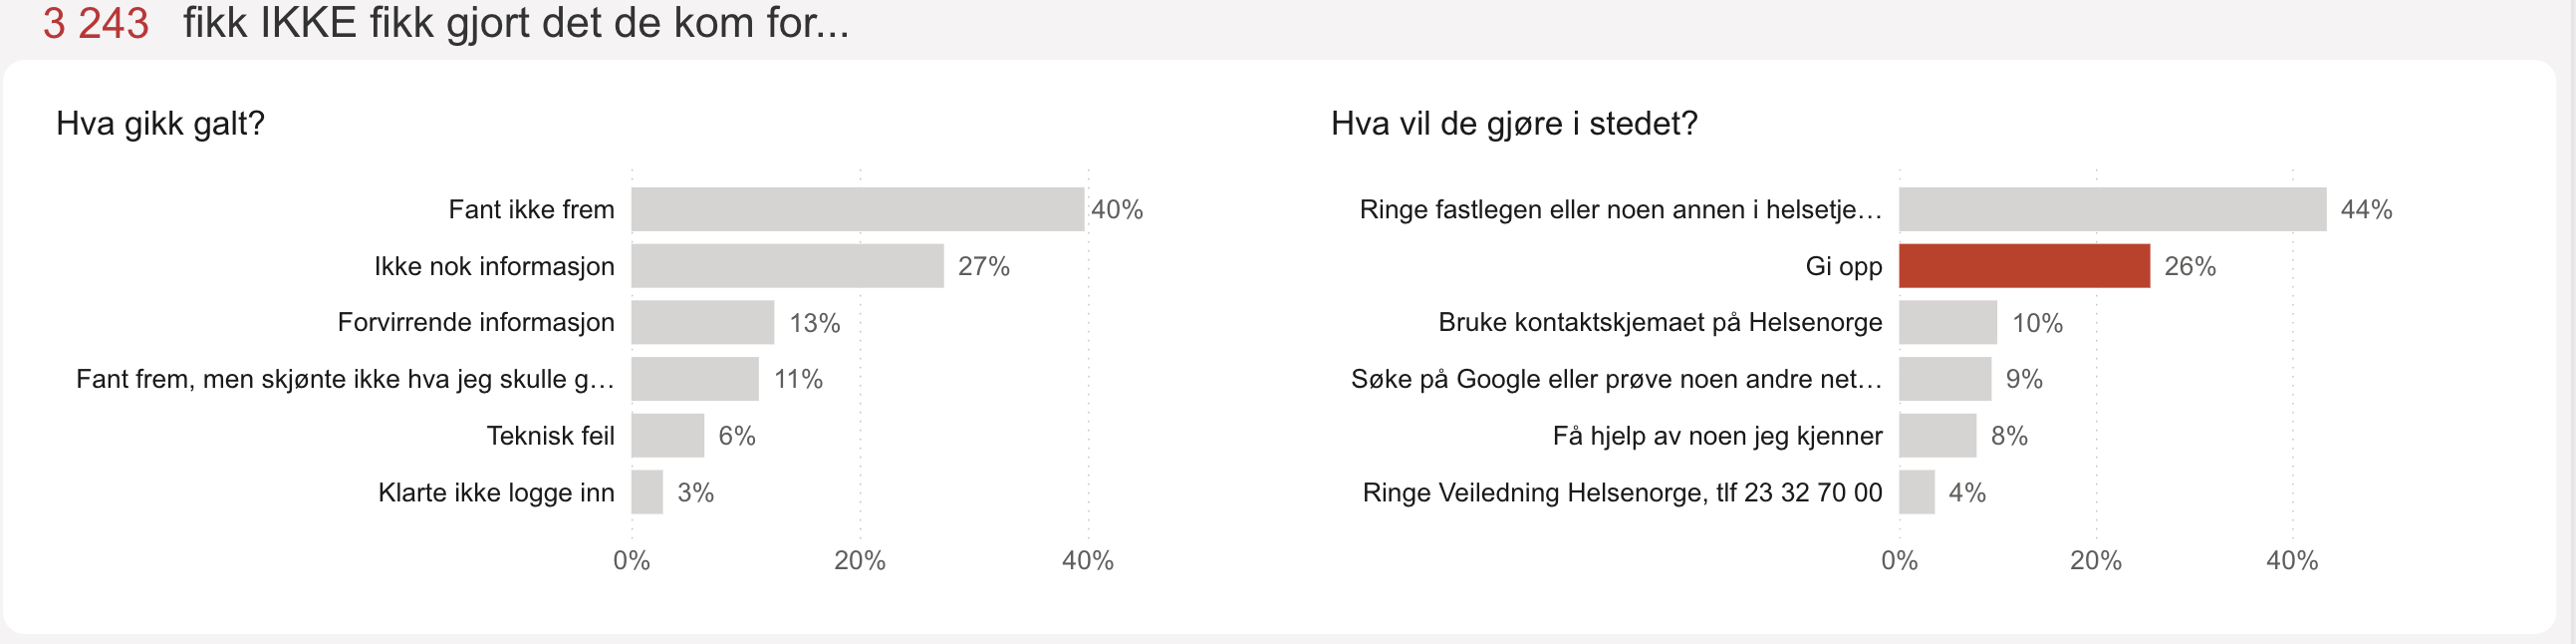 3 243 fikk IKKE fikk gjort det de kom for...
Hva gikk galt?
Fant ikke frem 40%
Ikke nok informasjon 27%
Forvirrende informasjon 13%
Fant frem, men skjønte ikke hva jeg skulle g… 11%
Teknisk feil 6%
Klarte ikke logge inn 3%
0% 20% 40%
Hva vil de gjøre i stedet?
Ringe fastlegen eller noen annen i helsetje… 44%
Gi opp 26%
Bruke kontaktskjemaet på Helsenorge 10%
Søke på Google eller prøve noen andre net… 9%
Få hjelp av noen jeg kjenner 8%
Ringe Veiledning Helsenorge, tlf 23 32 70 00 4%
0% 20% 40%